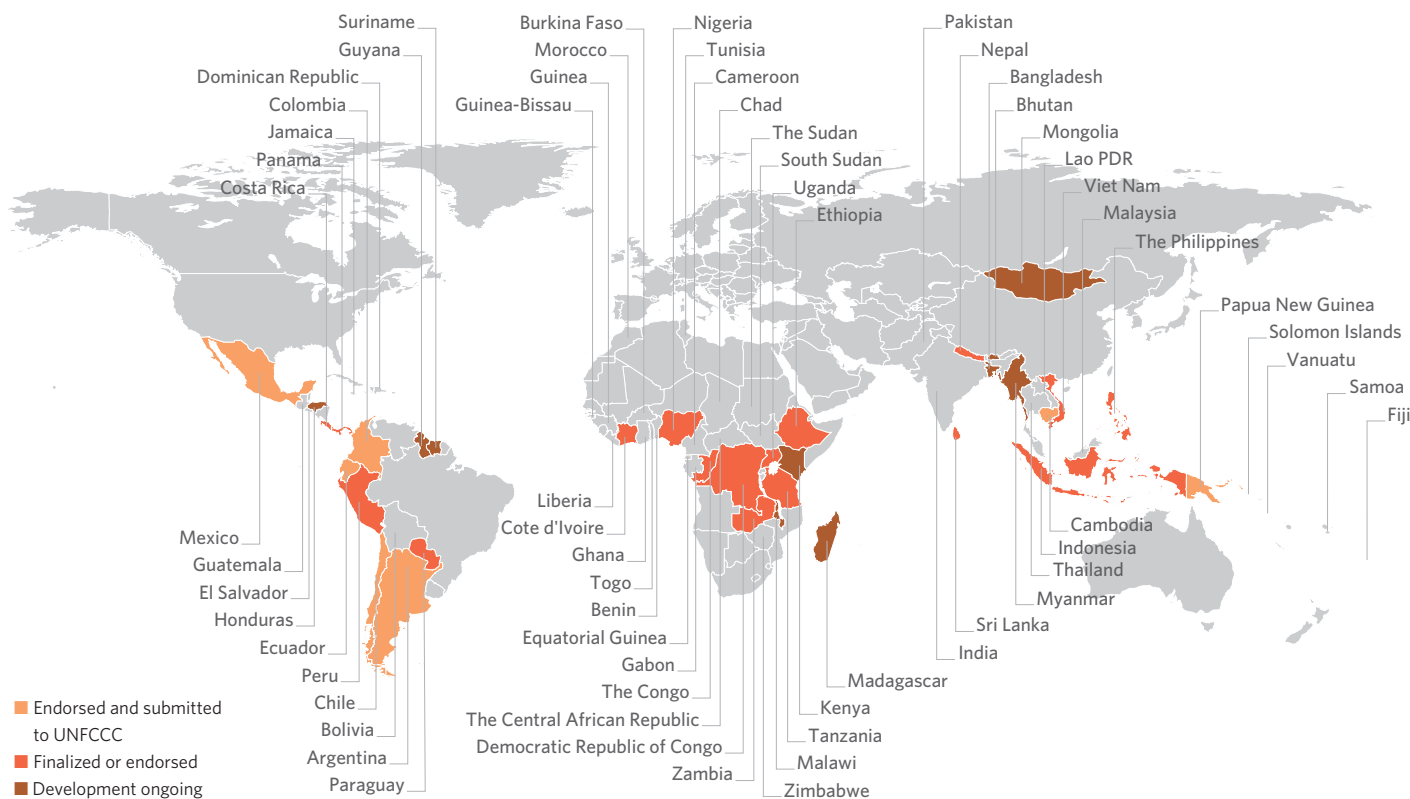 Suriname
Guyana
Dominican Republic
Colombia
Jamaica
Panama
Costa Rica
Burkina Faso
Morocco
Guinea
Guinea-Bissau
Nigeria
Tunisia
Cameroon
Chad
The Sudan
South Sudan
Uganda
Ethiopia
Pakistan
Nepal
Bangladesh
Bhutan
Mongolia
Lao PDR
Viet Nam
Malaysia
The Philippines
Papua New Guinea
Solomon Islands
Vanuatu
Samoa
Fiji
Mexico
Guatemala
El Salvador
Honduras
Ecuador
Peru
Chile
Bolivia
Argentina
Paraguay
Liberia
Cote d'Ivoire
Ghana
Togo
Benin
Equatorial Guinea
Gabon
The Congo
The Central African Republic
Democratic Republic of Congo
Zambia
Cambodia
Indonesia
Thailand
Myanmar
Sri Lanka
India
Madagascar
Kenya
Tanzania
Malawi
Zimbabwe
Endorsed and submitted
to UNFCCC
Finalized or endorsed
Development ongoing